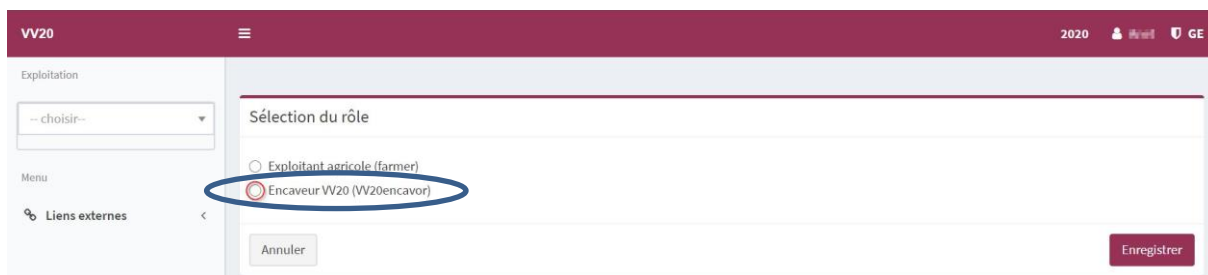 VV20 2020 GE
Exploitation
-- choisir-- Sélection du rôle
Exploitant agricole (farmer)
Menu
Encaveur VV20 (VV20encavor)
Liens externes
Annuler Enregistrer